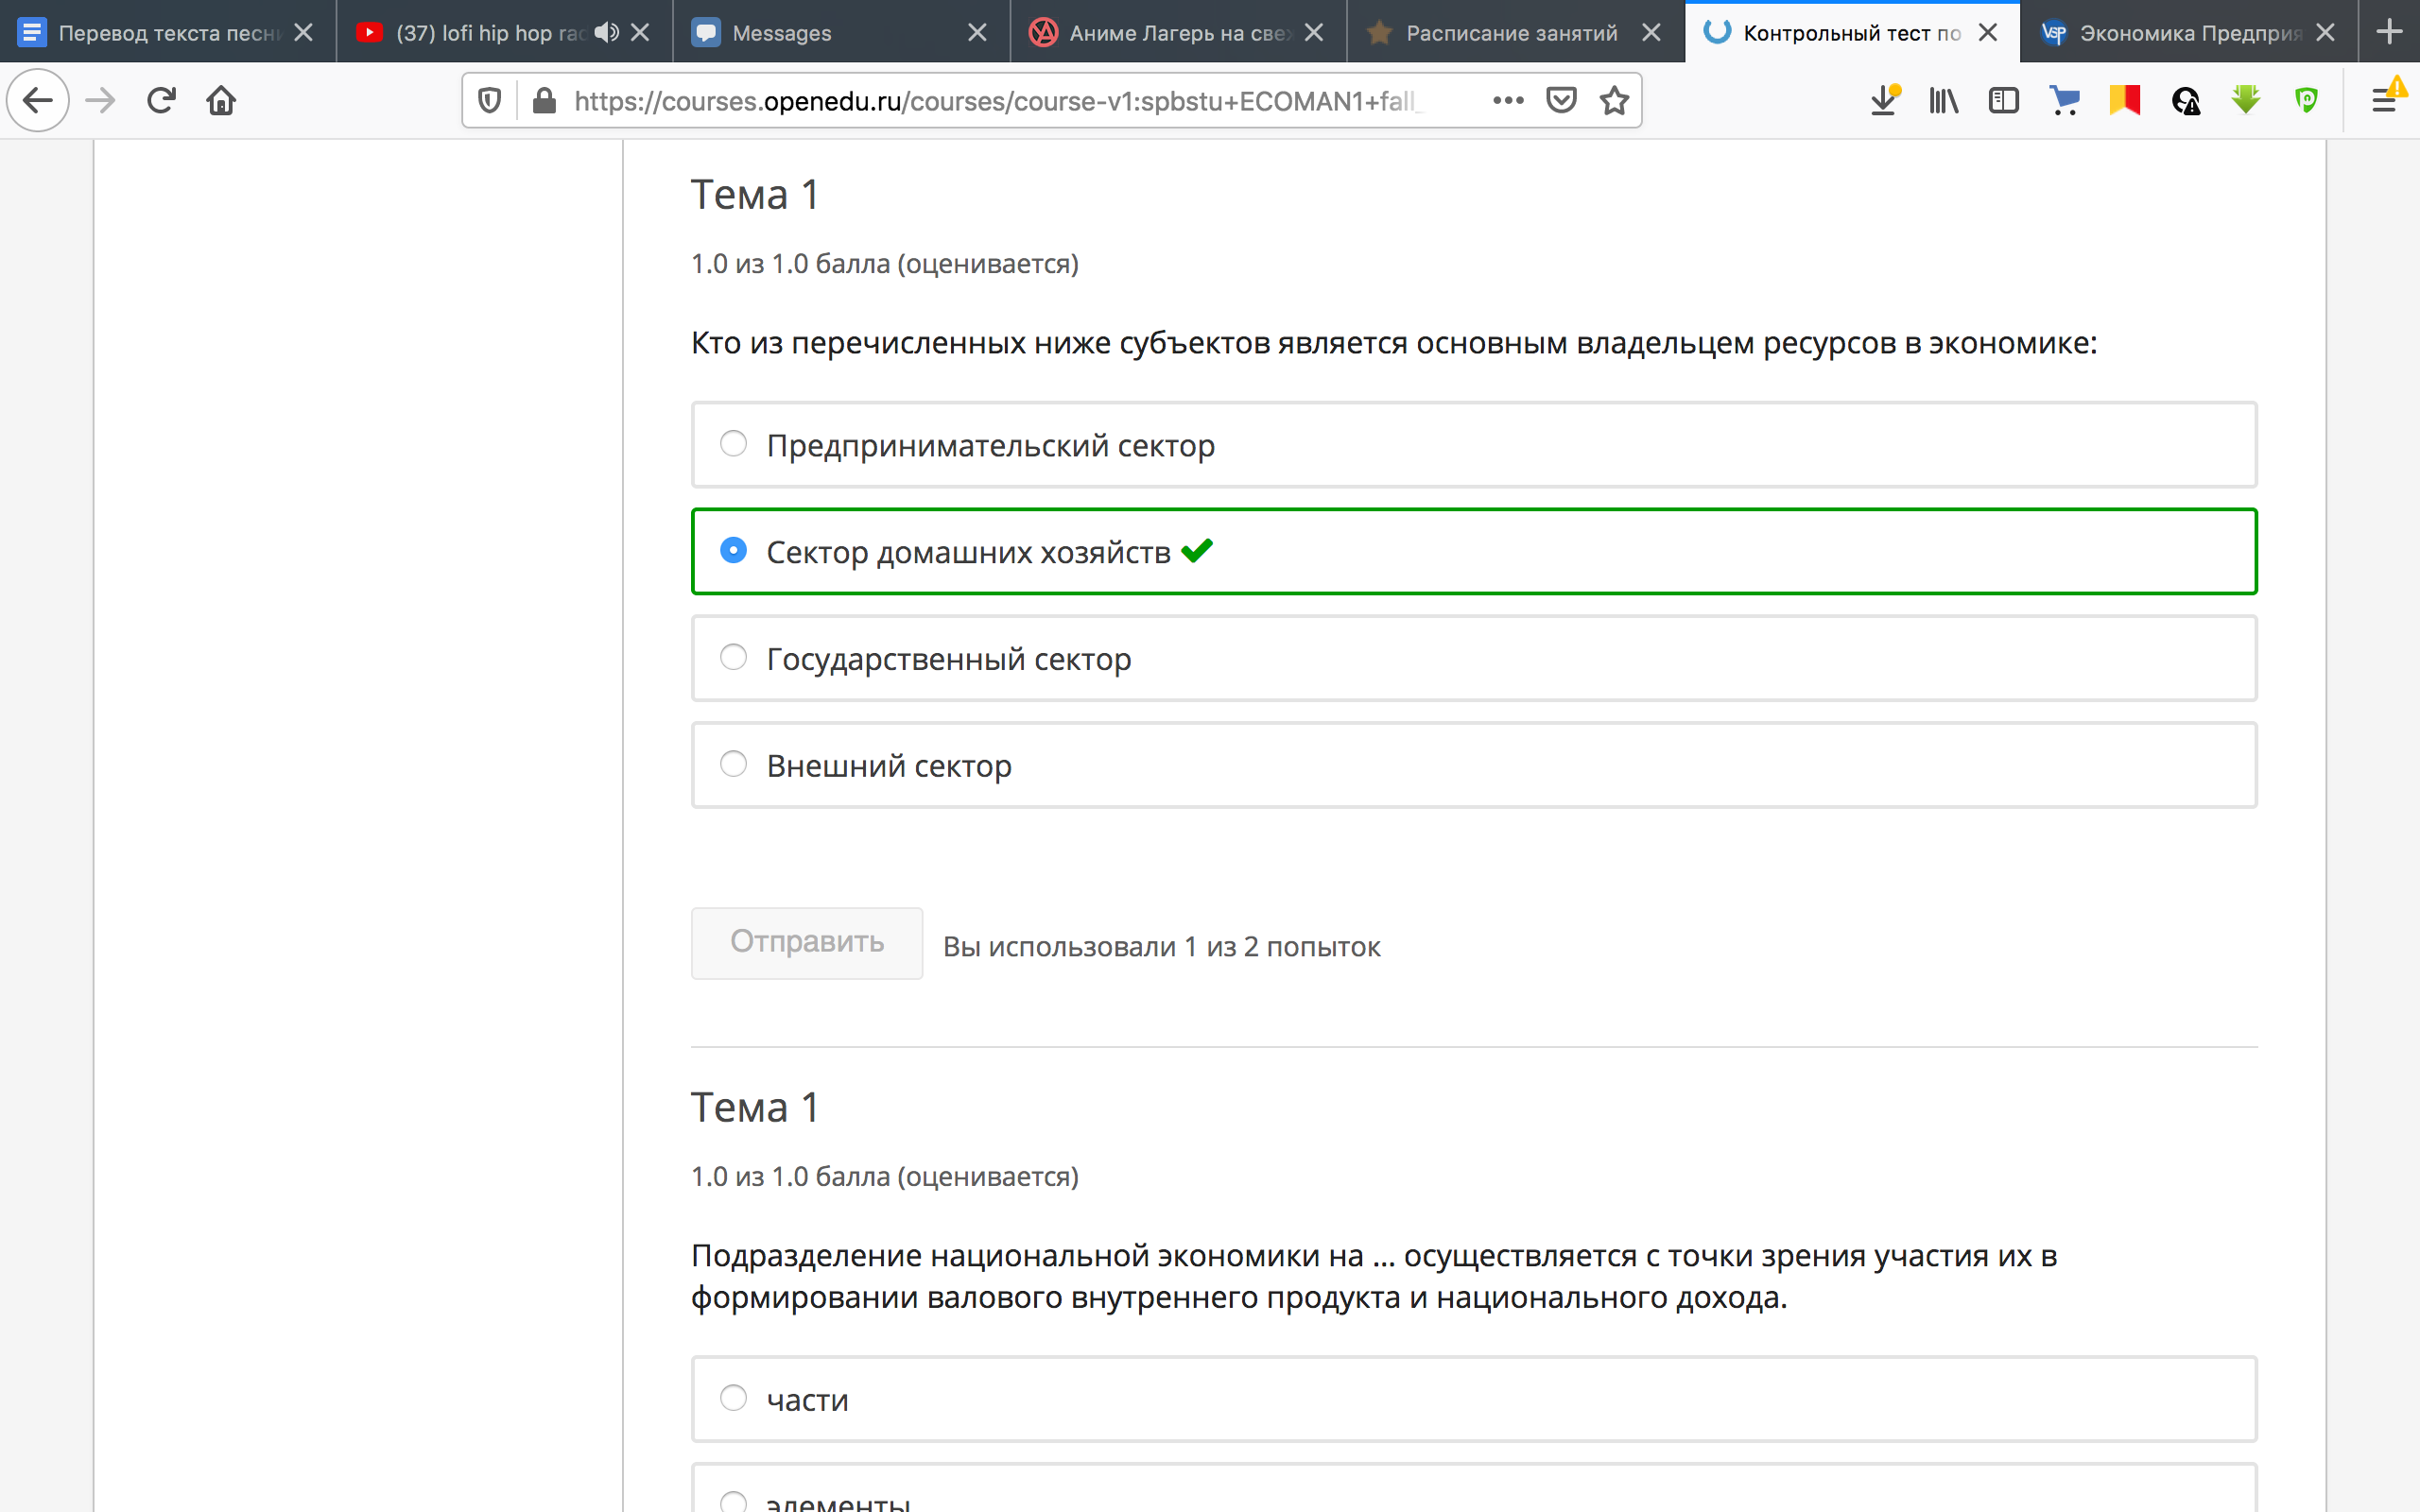 Перевод текста песн
(37) lofi hip hop rad
Messages
Аниме Лагерь на свеж
Расписание занятий
Контрольный тест по
VSP Экономика Предприя
https://courses.openedu.ru/courses/course-v1:spbstu+ECOMAN1+fall_
Тема 1
1.0 из 1.0 балла (оценивается)
Кто из перечисленных ниже субъектов является основным владельцем ресурсов в экономике:
Предпринимательский сектор
Сектор домашних хозяйств
Государственный сектор
Внешний сектор
Отправить
Вы использовали 1 из 2 попыток
Тема 1
1.0 из 1.0 балла (оценивается)
Подразделение национальной экономики на ... осуществляется с точки зрения участия их в
формировании валового внутреннего продукта и национального дохода.
части
элементы